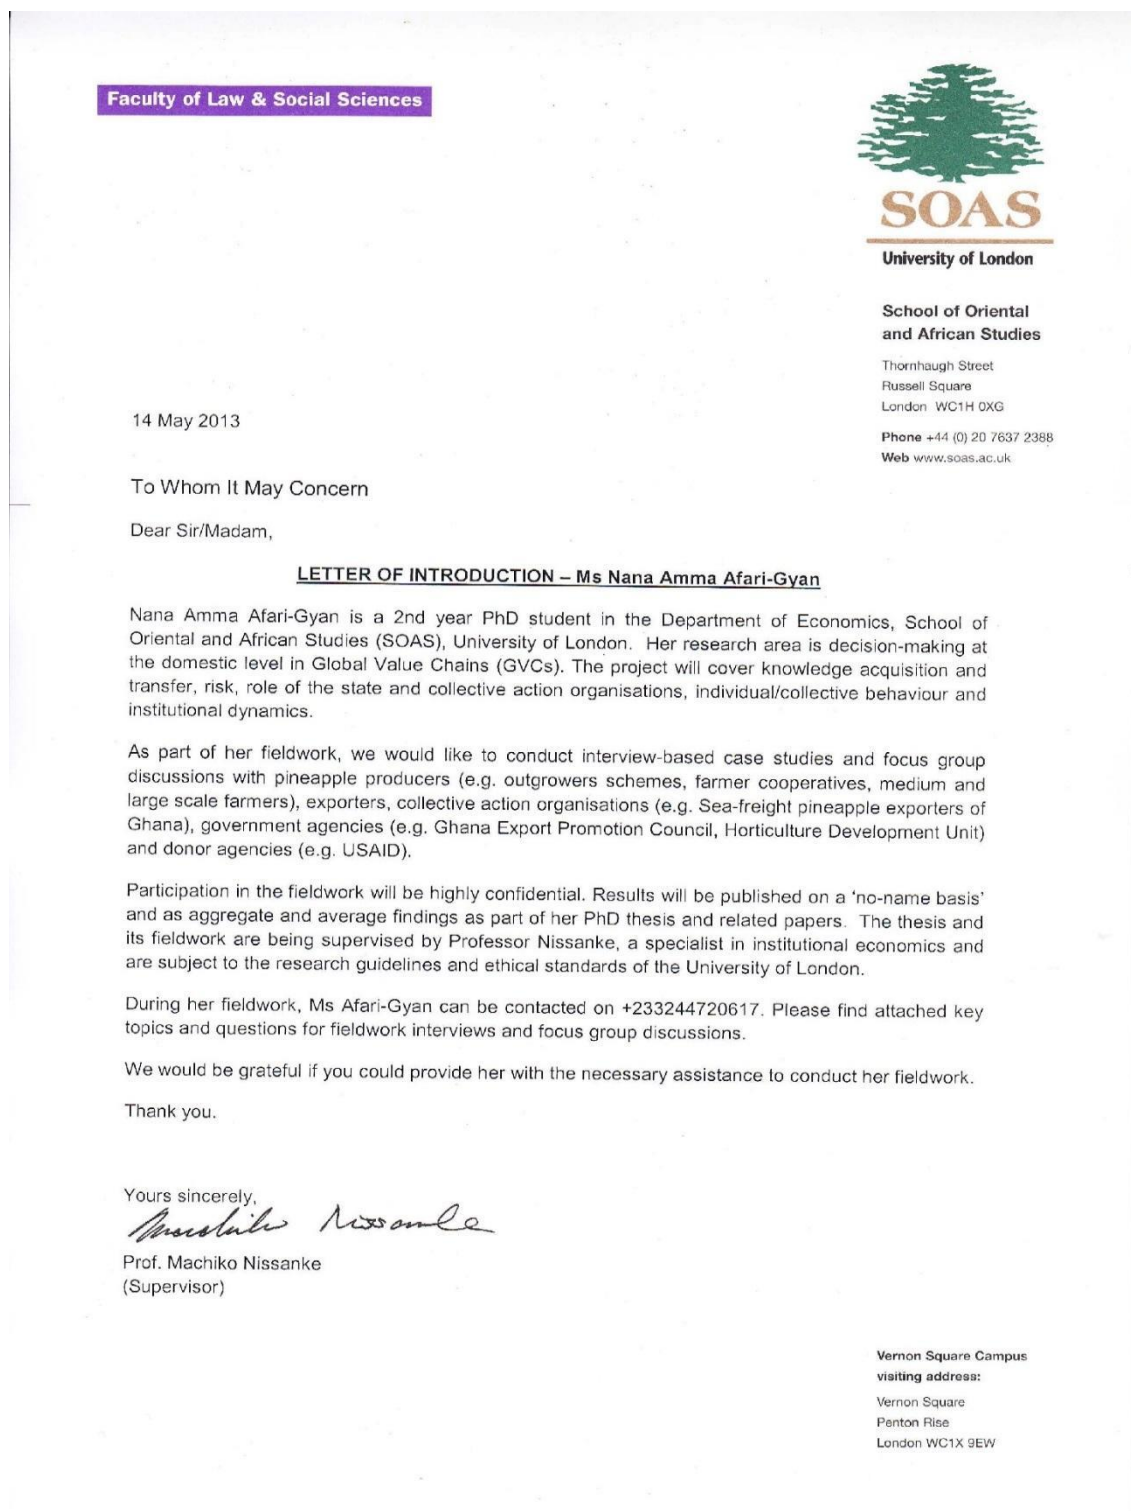 Faculty of Law & Social Sciences
SOAS
University of London
School of Oriental
and African Studies
Thornhaugh Street
Russell Square
London WC1H 0XG
Phone +44 (0) 20 7637 2388
Web www.soas.ac.uk
14 May 2013
To Whom It May Concern
Dear Sir/Madam,
LETTER OF INTRODUCTION – Ms Nana Amma Afari-Gyan
Nana Amma Afari-Gyan is a 2nd year PhD student in the Department of Economics, School of
Oriental and African Studies (SOAS), University of London. Her research area is decision-making at
the domestic level in Global Value Chains (GVCs). The project will cover knowledge acquisition and
transfer, risk, role of the state and collective action organisations, individual/collective behaviour and
institutional dynamics.
As part of her fieldwork, we would like to conduct interview-based case studies and focus group
discussions with pineapple producers (e.g. outgrowers schemes, farmer cooperatives, medium and
large scale farmers), exporters, collective action organisations (e.g. Sea-freight pineapple exporters of
Ghana), government agencies (e.g. Ghana Export Promotion Council, Horticulture Development Unit)
and donor agencies (e.g. USAID).
Participation in the fieldwork will be highly confidential. Results will be published on a 'no-name basis'
and as aggregate and average findings as part of her PhD thesis and related papers. The thesis and
its fieldwork are being supervised by Professor Nissanke, a specialist in institutional economics and
are subject to the research guidelines and ethical standards of the University of London.
During her fieldwork, Ms Afari-Gyan can be contacted on +233244720617. Please find attached key
topics and questions for fieldwork interviews and focus group discussions.
We would be grateful if you could provide her with the necessary assistance to conduct her fieldwork.
Thank you.
Yours sincerely,
Machiko Nissanke
Prof. Machiko Nissanke
(Supervisor)
Vernon Square Campus
visiting address:
Vernon Square
Penton Rise
London WC1X 9EW